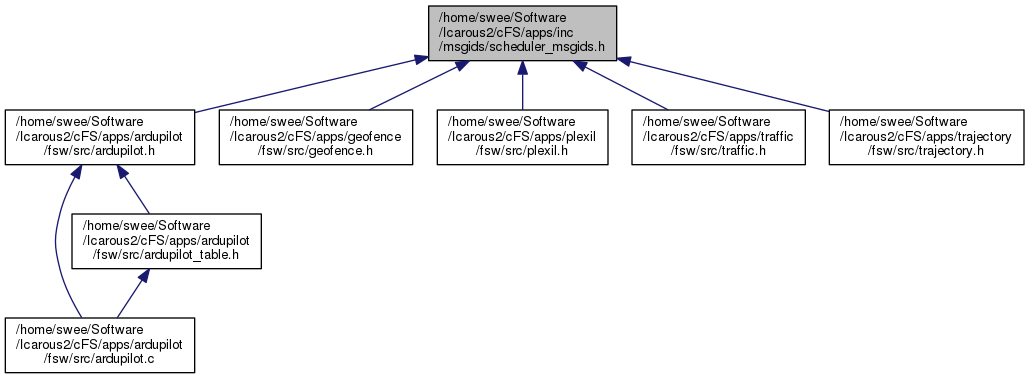 /home/swee/Software
/Icarous2/cFS/apps/inc
/msgids/scheduler_msgids.h
/home/swee/Software
/Icarous2/cFS/apps/ardupilot
/fsw/src/ardupilot.h
/home/swee/Software
/Icarous2/cFS/apps/geofence
/fsw/src/geofence.h
/home/swee/Software
/Icarous2/cFS/apps/plexil
/fsw/src/plexil.h
/home/swee/Software
/Icarous2/cFS/apps/traffic
/fsw/src/traffic.h
/home/swee/Software
/Icarous2/cFS/apps/trajectory
/fsw/src/trajectory.h
/home/swee/Software
/Icarous2/cFS/apps/ardupilot
/fsw/src/ardupilot_table.h
/home/swee/Software
/Icarous2/cFS/apps/ardupilot
/fsw/src/ardupilot.c